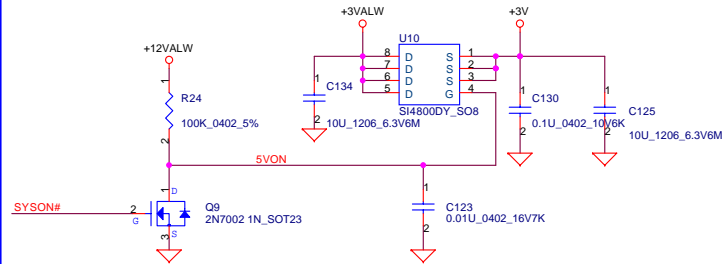 +3VALW
+3V
+12VALW
U10
8 D S 1
7 D S 2
6 D S 3
5 D G 4
SI4800DY_SO8
1
C134
2
10U_1206_6.3V6M
1
C130
2
0.1U_0402_10V6K
1
C125
2
10U_1206_6.3V6M
1
R24
100K_0402_5%
2
5VON
1 D
SYSON#
2
G
Q9
2N7002 1N_SOT23
3 S
1
C123
0.01U_0402_16V7K
2